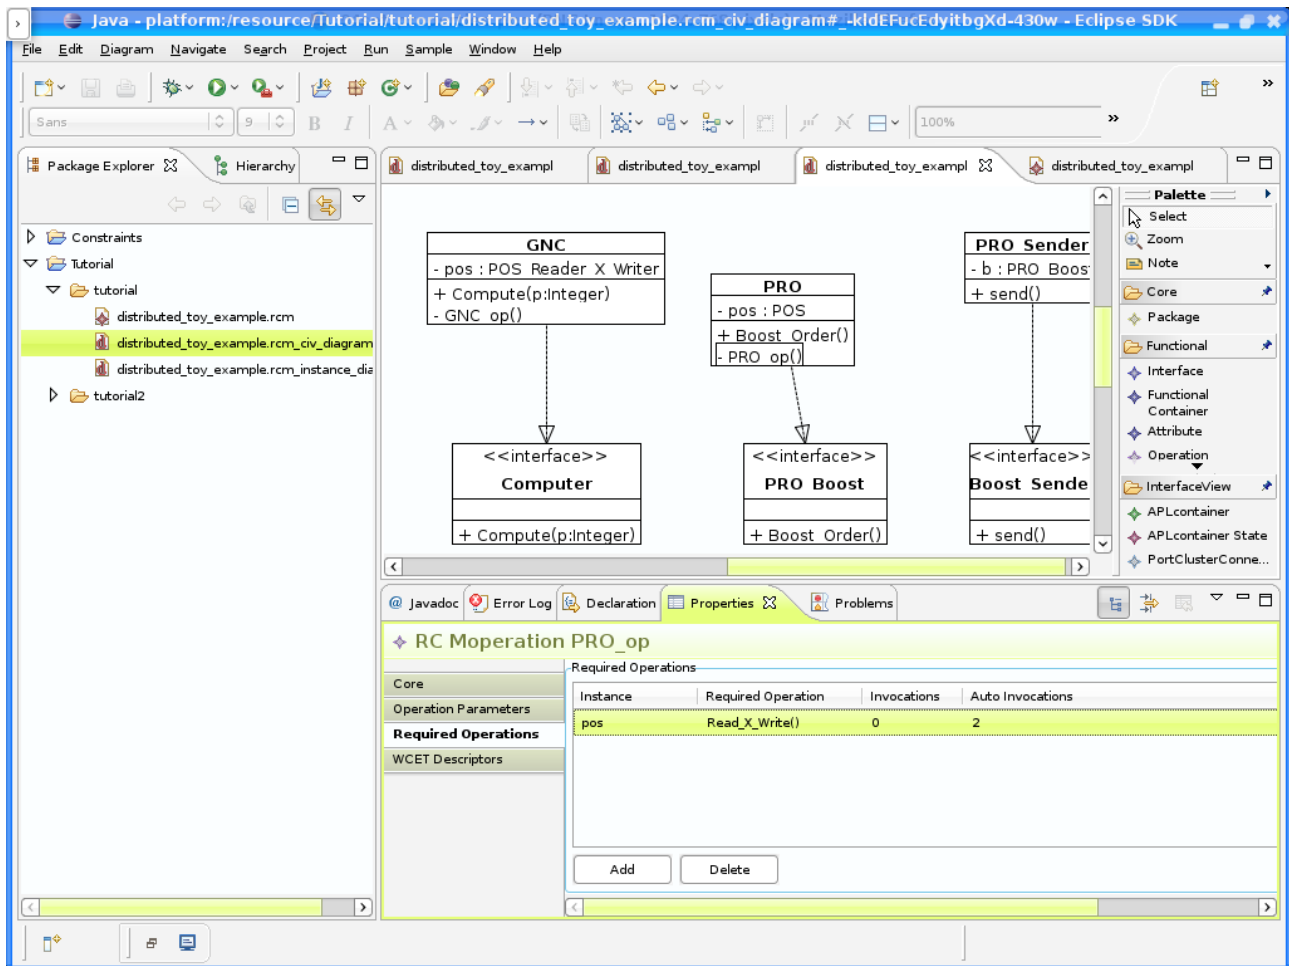 Java - platform:/resource/Tutorial/tutorial/distributed_toy_example.rcm_civ_diagram#_-kIdEFucEdyitbgXd-430w - Eclipse SDK
File Edit Diagram Navigate Search Project Run Sample Window Help
Sans 9 B I A 100%
Package Explorer Hierarchy
distributed_toy_exampl distributed_toy_exampl distributed_toy_exampl distributed_toy_exampl
Constraints
Tutorial
tutorial
distributed_toy_example.rcm
distributed_toy_example.rcm_civ_diagram
distributed_toy_example.rcm_instance_dia
tutorial2
GNC
- pos : POS_Reader_X_Writer
+ Compute(p:Integer)
- GNC_op()
PRO
- pos : POS
+ Boost_Order()
- PRO_op()
PRO_Sender
- b : PRO_Boos
+ send()
<<interface>>
Computer
+ Compute(p:Integer)
<<interface>>
PRO_Boost
+ Boost_Order()
<<interface>>
Boost_Sende
+ send()
Palette
Select
Zoom
Note
Core
Package
Functional
Interface
Functional
Container
Attribute
Operation
InterfaceView
APLcontainer
APLcontainer State
PortClusterConne...
@ Javadoc Error Log Declaration Properties Problems
RC Moperation PRO_op
Core
Operation Parameters
Required Operations
WCET Descriptors
Required Operations
Instance Required Operation Invocations Auto Invocations
pos Read_X_Write() 0 2
Add Delete